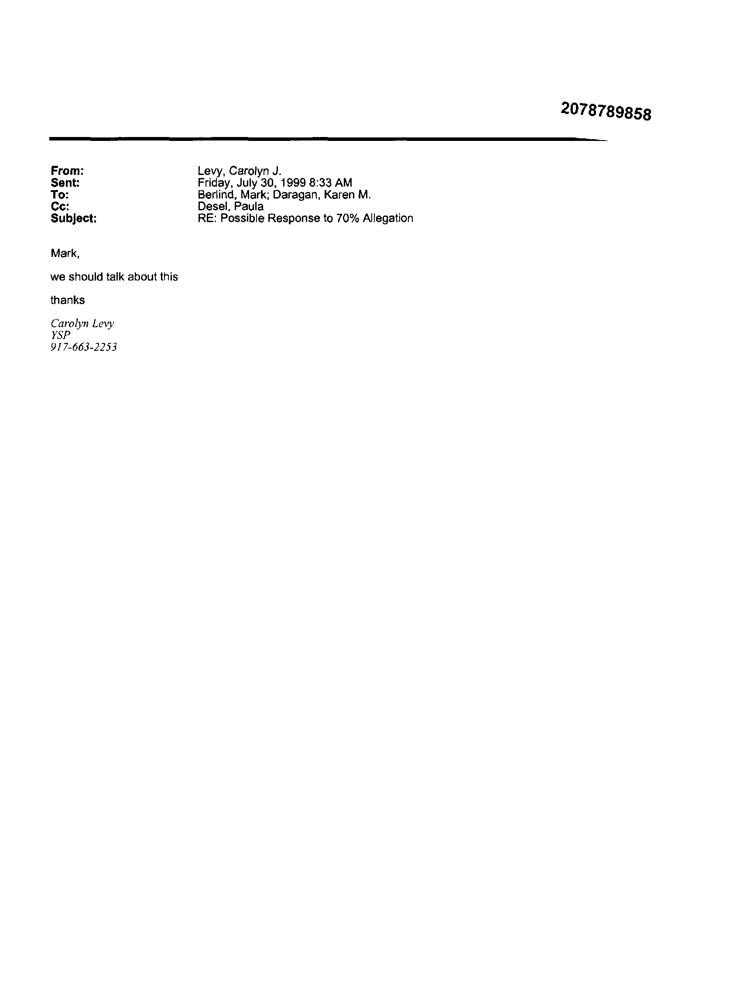 2078789858
From: Levy, Carolyn J.
Sent: Friday, July 30, 1999 8:33 AM
To: Berlind, Mark; Daragan, Karen M.
Cc: Desel, Paula
Subject: RE: Possible Response to 70% Allegation
Mark,
we should talk about this
thanks
Carolyn Levy
YSP
917-663-2253